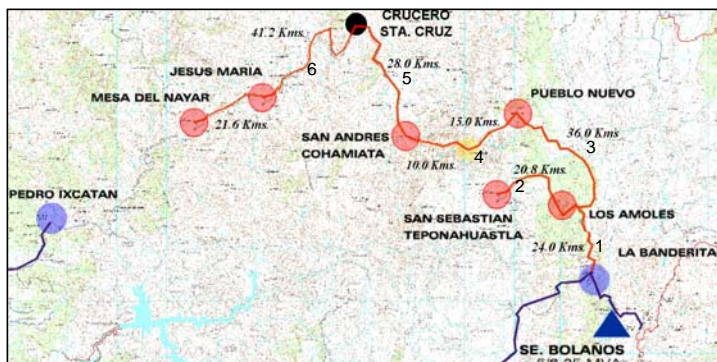 CRUCERO
STA. CRUZ
41.2 Kms.
6
28.0 Kms.
5
JESUS MARIA
MESA DEL NAYAR
21.6 Kms.
PUEBLO NUEVO
15.0 Kms.
36.0 Kms
3
SAN ANDRES
COHAMIATA
10.0 Kms.
4
20.8 Kms.
2
PEDRO IXCATAN
SAN SEBASTIAN
TEPONAHUASTLA
LOS AMOLES
24.0 Kms.
1
LA BANDERITA
SE. BOLAÑOS